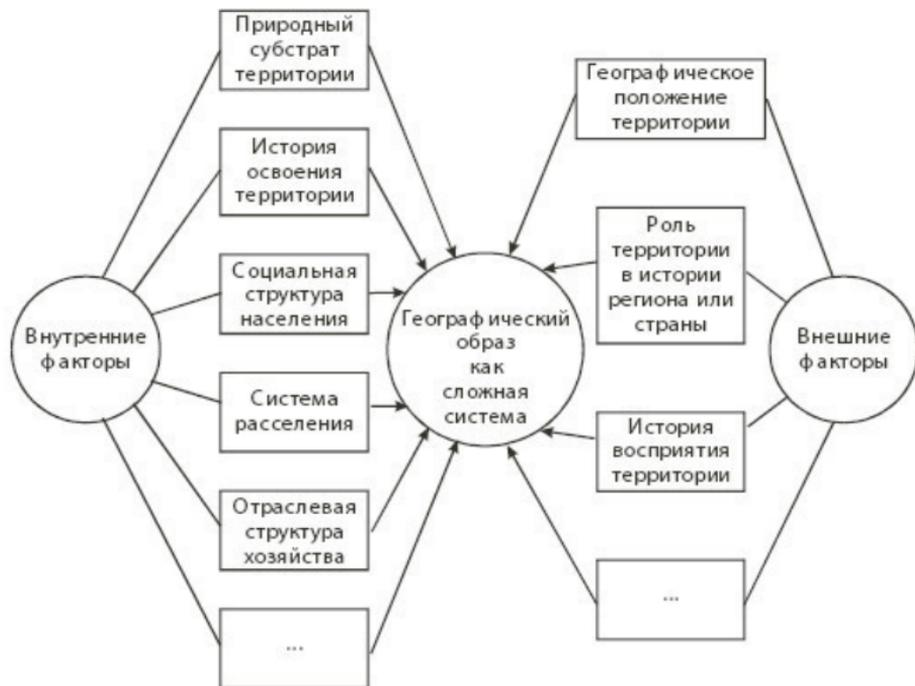 Природный
субстрат
территории
История
освоения
территории
Социальная
структура
населения
Система
расселения
Отраслевая
структура
хозяйства
...
Внутренние
факторы
Географический
образ
как
сложная
система
Географическое
положение
территории
Роль
территории
в истории
региона или
страны
История
восприятия
территории
...
Внешние
факторы